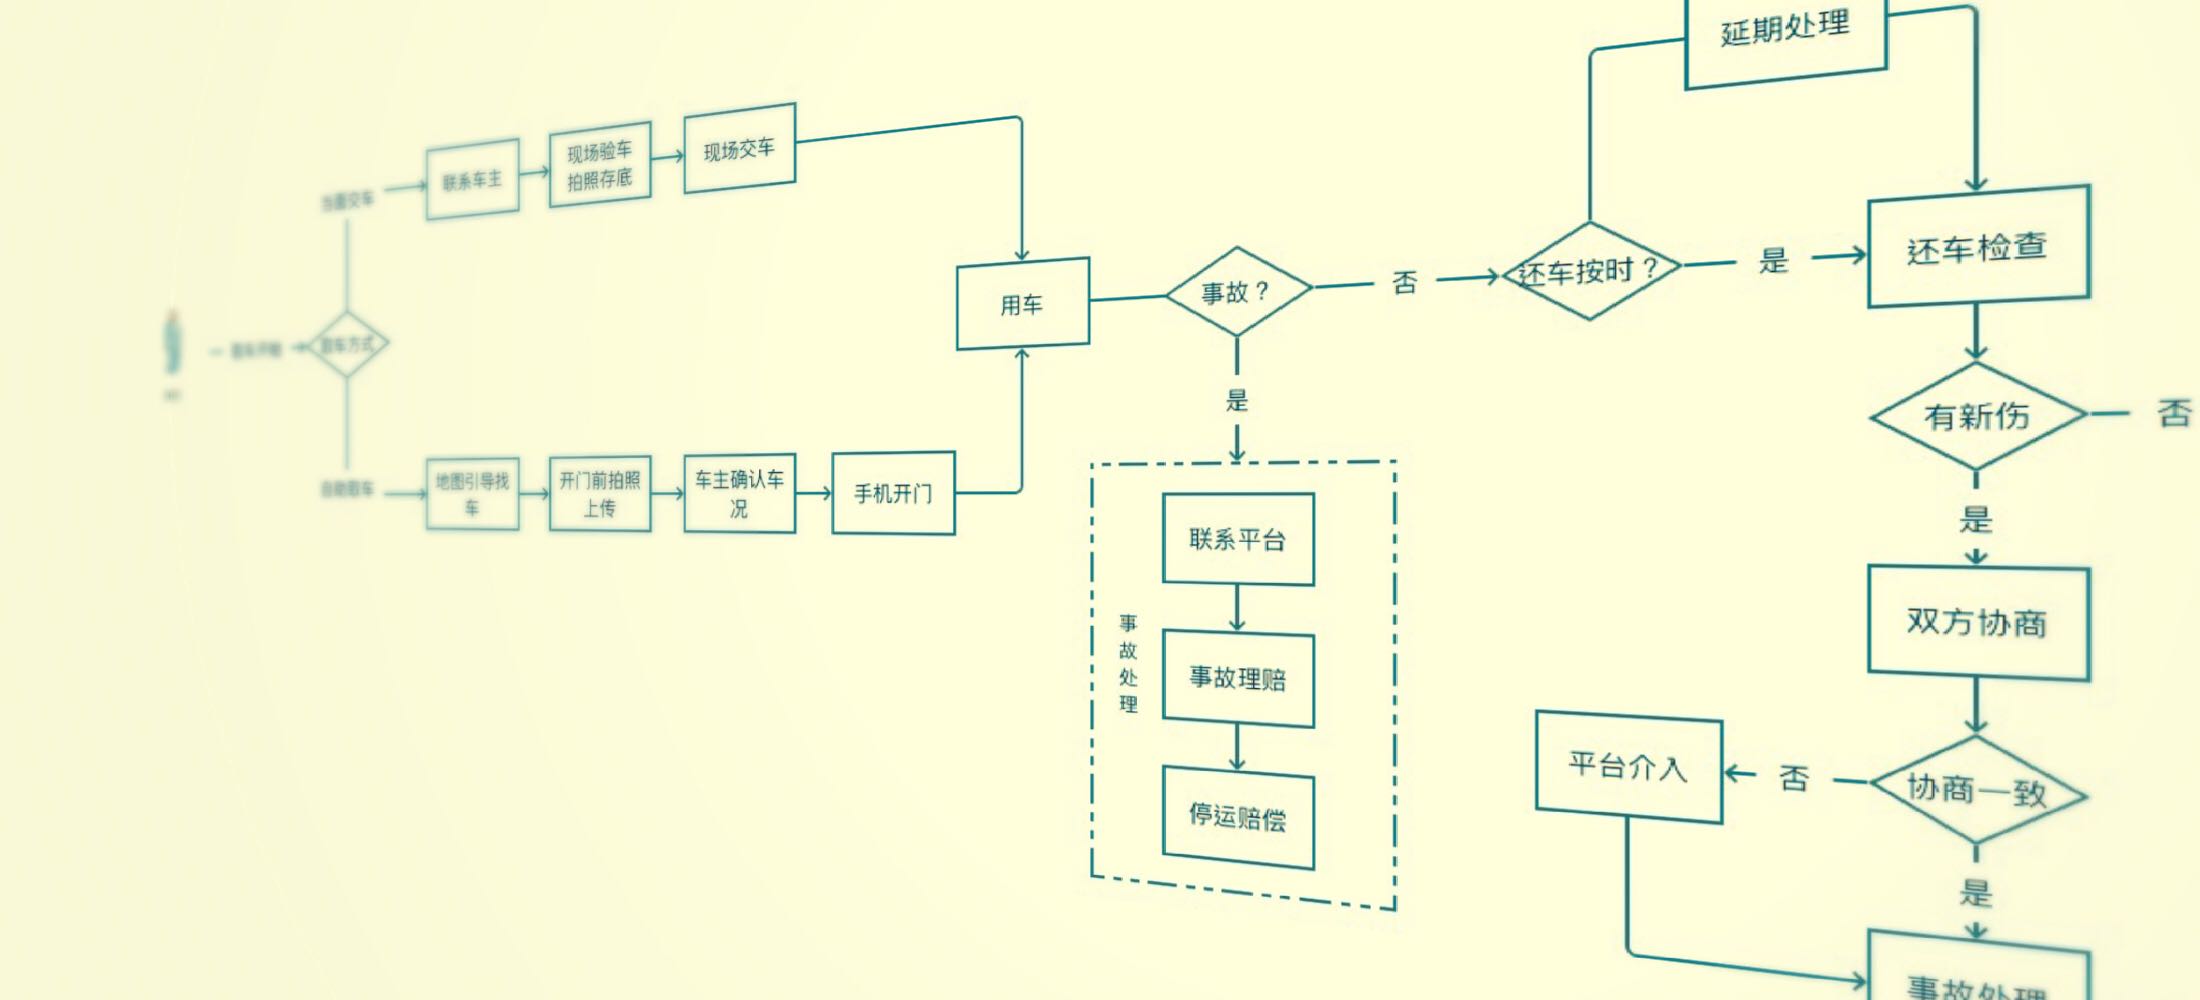 延期处理
现场验车
拍照存底
现场交车
联系车主
当面交车
还车检查
还车按时？
是
否
事故？
用车
取车方式
有新伤
否
是
是
自助取车
地图引导找
车
开门前拍照
上传
车主确认车
况
手机开门
联系平台
事故处理
事故理赔
停运赔偿
双方协商
平台介入
否
协商一致
是
事故处理